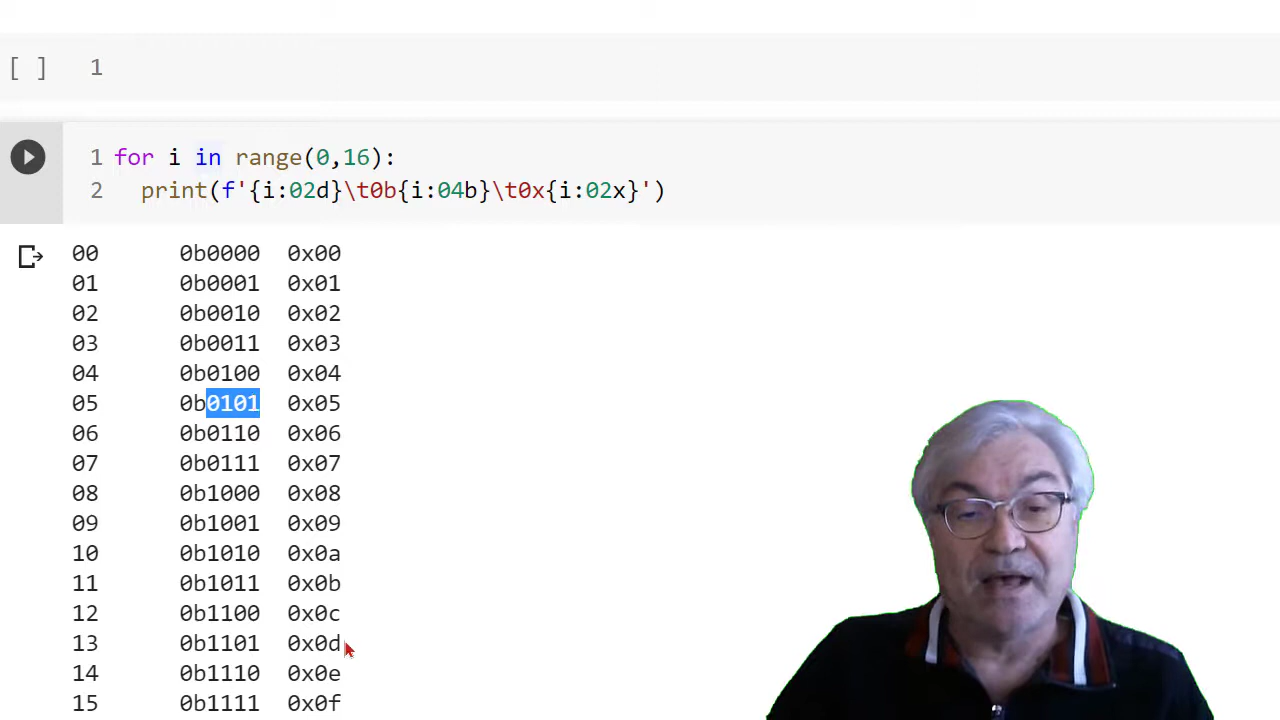 [ ] 1
1 for i in range(0,16):
2 print(f'{i:02d}\t0b{i:04b}\t0x{i:02x}')
00 0b0000 0x00
01 0b0001 0x01
02 0b0010 0x02
03 0b0011 0x03
04 0b0100 0x04
05 0b0101 0x05
06 0b0110 0x06
07 0b0111 0x07
08 0b1000 0x08
09 0b1001 0x09
10 0b1010 0x0a
11 0b1011 0x0b
12 0b1100 0x0c
13 0b1101 0x0d
14 0b1110 0x0e
15 0b1111 0x0f